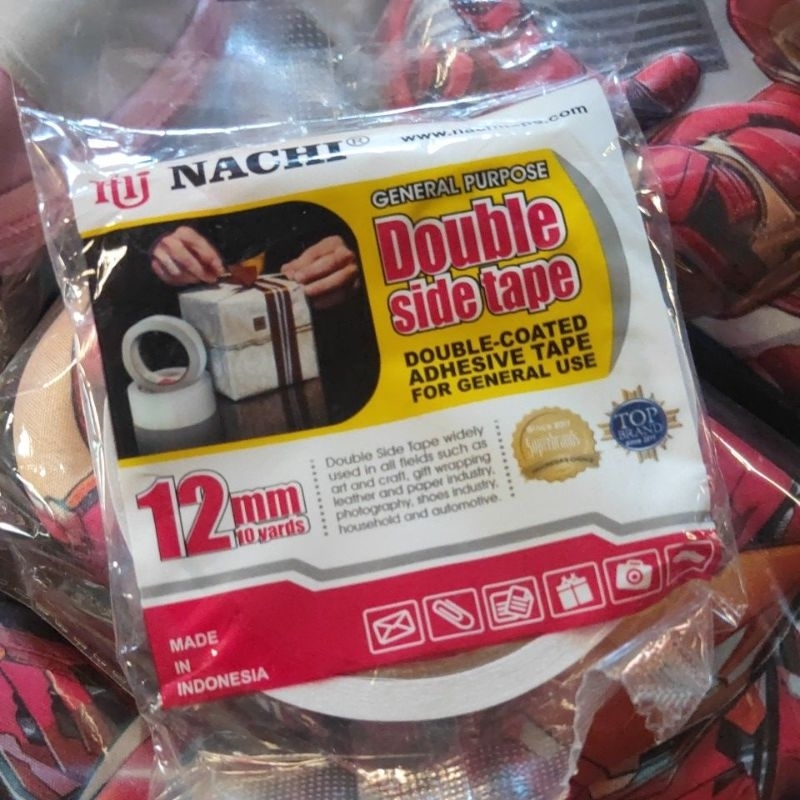 NACHI®
GENERAL PURPOSE
Double
side tape
DOUBLE-COATED
ADHESIVE TAPE
FOR GENERAL USE
12mm
10 yards
Double Side Tape widely
used in all fields such as
art and craft, gift wrapping
leather and paper industry,
photography, shoes industry,
household and automotive.
Superbrands
TOP
BRAND
MADE
IN
INDONESIA